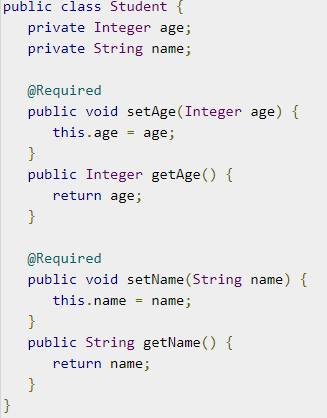 public class Student {
   private Integer age;
   private String name;

   @Required
   public void setAge(Integer age) {
      this.age = age;
   }
   public Integer getAge() {
      return age;
   }

   @Required
   public void setName(String name) {
      this.name = name;
   }
   public String getName() {
      return name;
   }
}